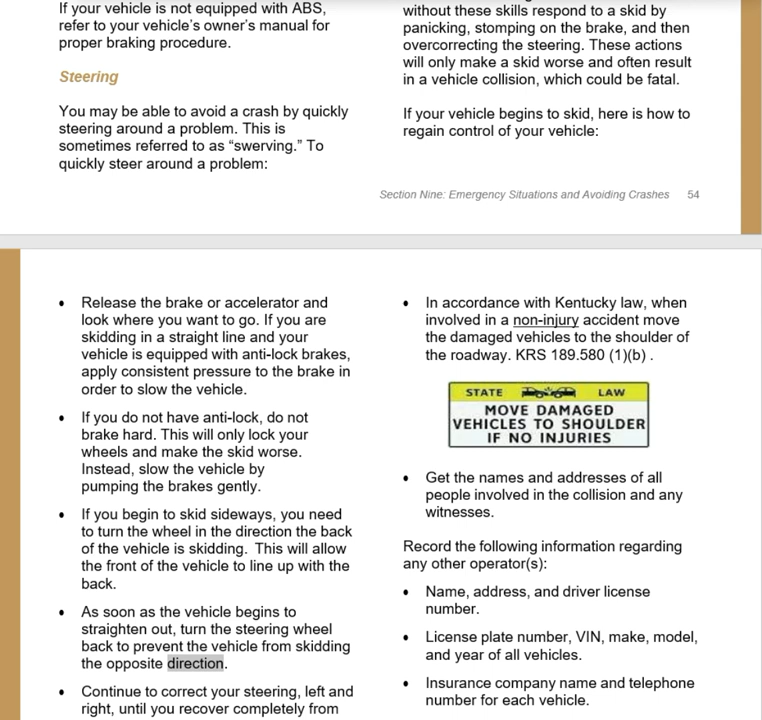 If your vehicle is not equipped with ABS,
refer to your vehicle's owner's manual for
proper braking procedure.
Steering
You may be able to avoid a crash by quickly
steering around a problem. This is
sometimes referred to as “swerving.” To
quickly steer around a problem:
without these skills respond to a skid by
panicking, stomping on the brake, and then
overcorrecting the steering. These actions
will only make a skid worse and often result
in a vehicle collision, which could be fatal.
If your vehicle begins to skid, here is how to
regain control of your vehicle:
Section Nine: Emergency Situations and Avoiding Crashes 54
• Release the brake or accelerator and
look where you want to go. If you are
skidding in a straight line and your
vehicle is equipped with anti-lock brakes,
apply consistent pressure to the brake in
order to slow the vehicle.
• If you do not have anti-lock, do not
brake hard. This will only lock your
wheels and make the skid worse.
Instead, slow the vehicle by
pumping the brakes gently.
• If you begin to skid sideways, you need
to turn the wheel in the direction the back
of the vehicle is skidding. This will allow
the front of the vehicle to line up with the
back.
• As soon as the vehicle begins to
straighten out, turn the steering wheel
back to prevent the vehicle from skidding
the opposite direction.
• Continue to correct your steering, left and
right, until you recover completely from
• In accordance with Kentucky law, when
involved in a non-injury accident move
the damaged vehicles to the shoulder of
the roadway. KRS 189.580 (1)(b) .
STATE LAW
MOVE DAMAGED
VEHICLES TO SHOULDER
IF NO INJURIES
• Get the names and addresses of all
people involved in the collision and any
witnesses.
Record the following information regarding
any other operator(s):
• Name, address, and driver license
number.
• License plate number, VIN, make, model,
and year of all vehicles.
• Insurance company name and telephone
number for each vehicle.